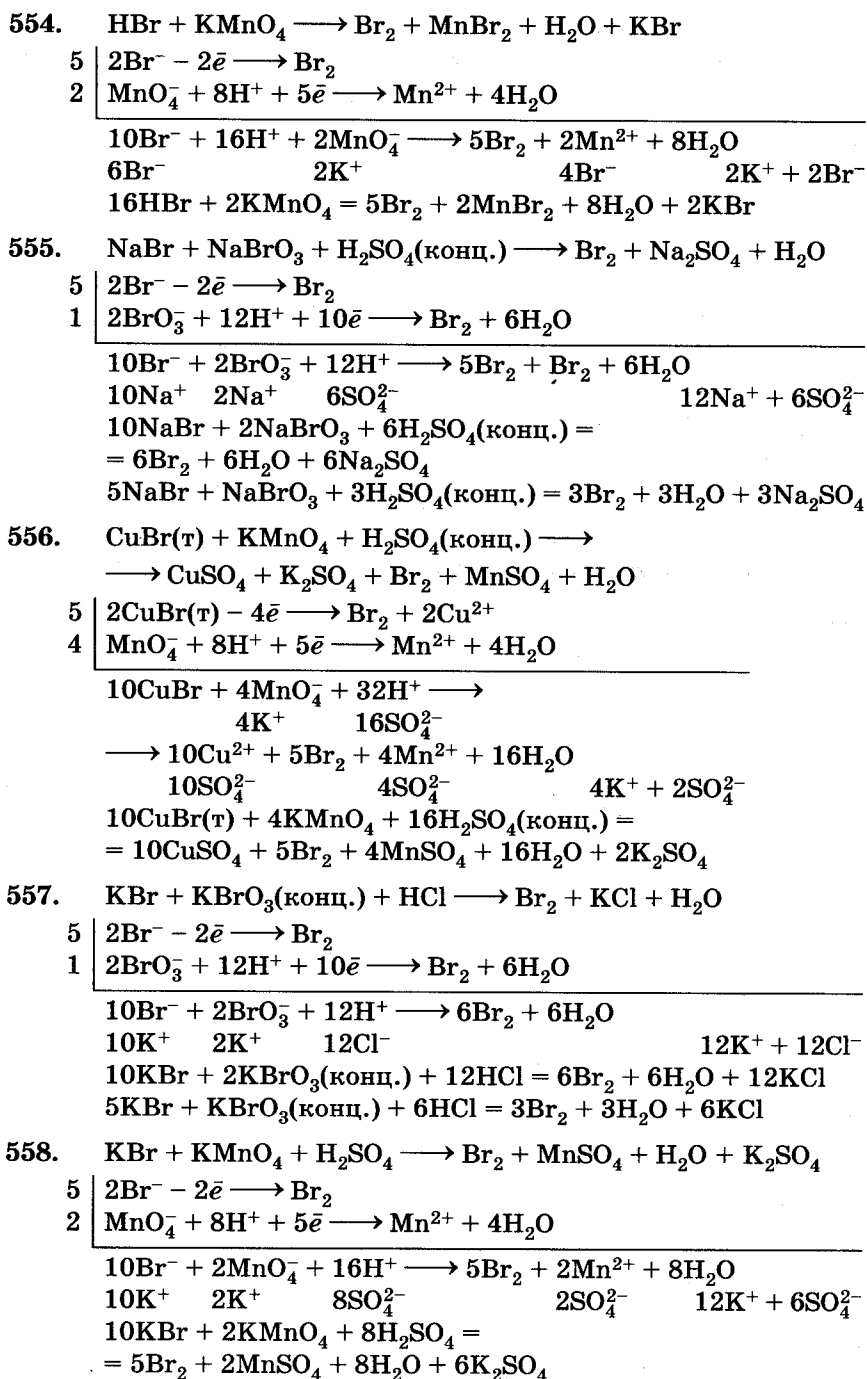 554. HBr + KMnO₄ ⟶ Br₂ + MnBr₂ + H₂O + KBr
5 | 2Br⁻ − 2ē ⟶ Br₂
2 | MnO₄⁻ + 8H⁺ + 5ē ⟶ Mn²⁺ + 4H₂O
10Br⁻ + 16H⁺ + 2MnO₄⁻ ⟶ 5Br₂ + 2Mn²⁺ + 8H₂O
6Br⁻ 2K⁺ 4Br⁻ 2K⁺ + 2Br⁻
16HBr + 2KMnO₄ = 5Br₂ + 2MnBr₂ + 8H₂O + 2KBr
555. NaBr + NaBrO₃ + H₂SO₄(конц.) ⟶ Br₂ + Na₂SO₄ + H₂O
5 | 2Br⁻ − 2ē ⟶ Br₂
1 | 2BrO₃⁻ + 12H⁺ + 10ē ⟶ Br₂ + 6H₂O
10Br⁻ + 2BrO₃⁻ + 12H⁺ ⟶ 5Br₂ + Br₂ + 6H₂O
10Na⁺ 2Na⁺ 6SO₄²⁻ 12Na⁺ + 6SO₄²⁻
10NaBr + 2NaBrO₃ + 6H₂SO₄(конц.) =
= 6Br₂ + 6H₂O + 6Na₂SO₄
5NaBr + NaBrO₃ + 3H₂SO₄(конц.) = 3Br₂ + 3H₂O + 3Na₂SO₄
556. CuBr(т) + KMnO₄ + H₂SO₄(конц.) ⟶
⟶ CuSO₄ + K₂SO₄ + Br₂ + MnSO₄ + H₂O
5 | 2CuBr(т) − 4ē ⟶ Br₂ + 2Cu²⁺
4 | MnO₄⁻ + 8H⁺ + 5ē ⟶ Mn²⁺ + 4H₂O
10CuBr + 4MnO₄⁻ + 32H⁺ ⟶
4K⁺ 16SO₄²⁻
⟶ 10Cu²⁺ + 5Br₂ + 4Mn²⁺ + 16H₂O
10SO₄²⁻ 4SO₄²⁻ 4K⁺ + 2SO₄²⁻
10CuBr(т) + 4KMnO₄ + 16H₂SO₄(конц.) =
= 10CuSO₄ + 5Br₂ + 4MnSO₄ + 16H₂O + 2K₂SO₄
557. KBr + KBrO₃(конц.) + HCl ⟶ Br₂ + KCl + H₂O
5 | 2Br⁻ − 2ē ⟶ Br₂
1 | 2BrO₃⁻ + 12H⁺ + 10ē ⟶ Br₂ + 6H₂O
10Br⁻ + 2BrO₃⁻ + 12H⁺ ⟶ 6Br₂ + 6H₂O
10K⁺ 2K⁺ 12Cl⁻ 12K⁺ + 12Cl⁻
10KBr + 2KBrO₃(конц.) + 12HCl = 6Br₂ + 6H₂O + 12KCl
5KBr + KBrO₃(конц.) + 6HCl = 3Br₂ + 3H₂O + 6KCl
558. KBr + KMnO₄ + H₂SO₄ ⟶ Br₂ + MnSO₄ + H₂O + K₂SO₄
5 | 2Br⁻ − 2ē ⟶ Br₂
2 | MnO₄⁻ + 8H⁺ + 5ē ⟶ Mn²⁺ + 4H₂O
10Br⁻ + 2MnO₄⁻ + 16H⁺ ⟶ 5Br₂ + 2Mn²⁺ + 8H₂O
10K⁺ 2K⁺ 8SO₄²⁻ 2SO₄²⁻ 12K⁺ + 6SO₄²⁻
10KBr + 2KMnO₄ + 8H₂SO₄ =
= 5Br₂ + 2MnSO₄ + 8H₂O + 6K₂SO₄